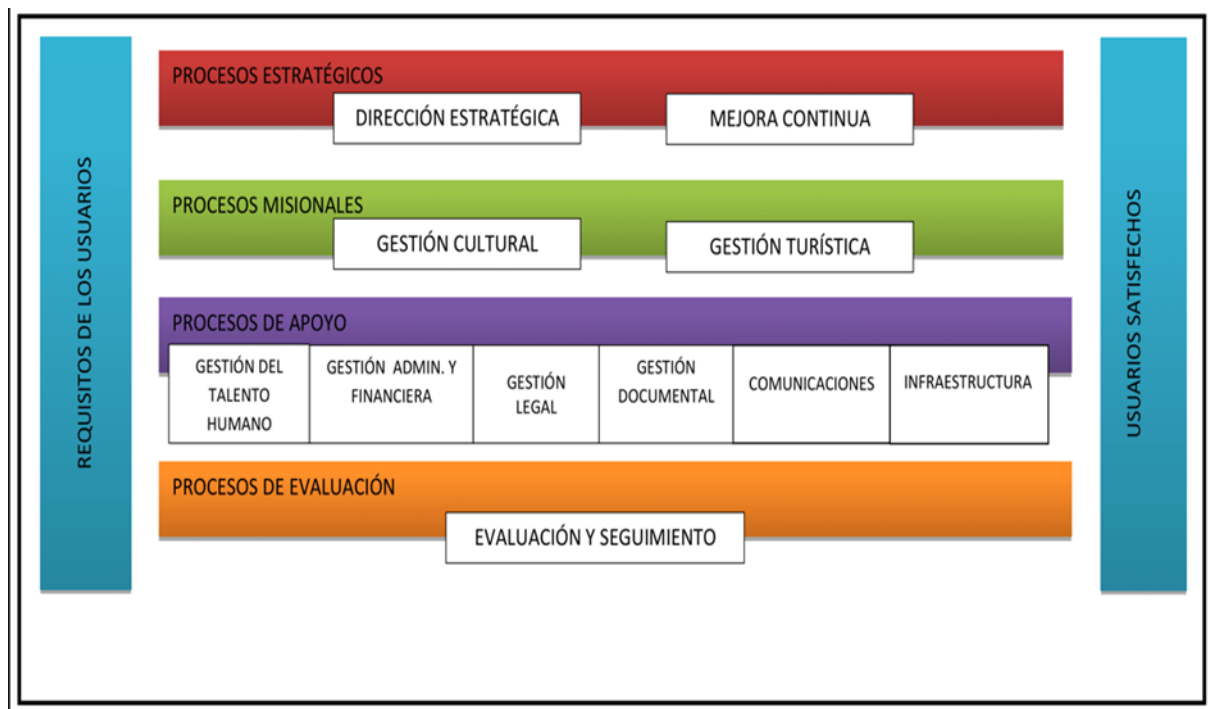 REQUISITOS DE LOS USUARIOS
PROCESOS ESTRATÉGICOS
DIRECCIÓN ESTRATÉGICA
MEJORA CONTINUA
PROCESOS MISIONALES
GESTIÓN CULTURAL
GESTIÓN TURÍSTICA
PROCESOS DE APOYO
GESTIÓN DEL
TALENTO
HUMANO
GESTIÓN ADMIN. Y
FINANCIERA
GESTIÓN
LEGAL
GESTIÓN
DOCUMENTAL
COMUNICACIONES
INFRAESTRUCTURA
PROCESOS DE EVALUACIÓN
EVALUACIÓN Y SEGUIMIENTO
USUARIOS SATISFECHOS